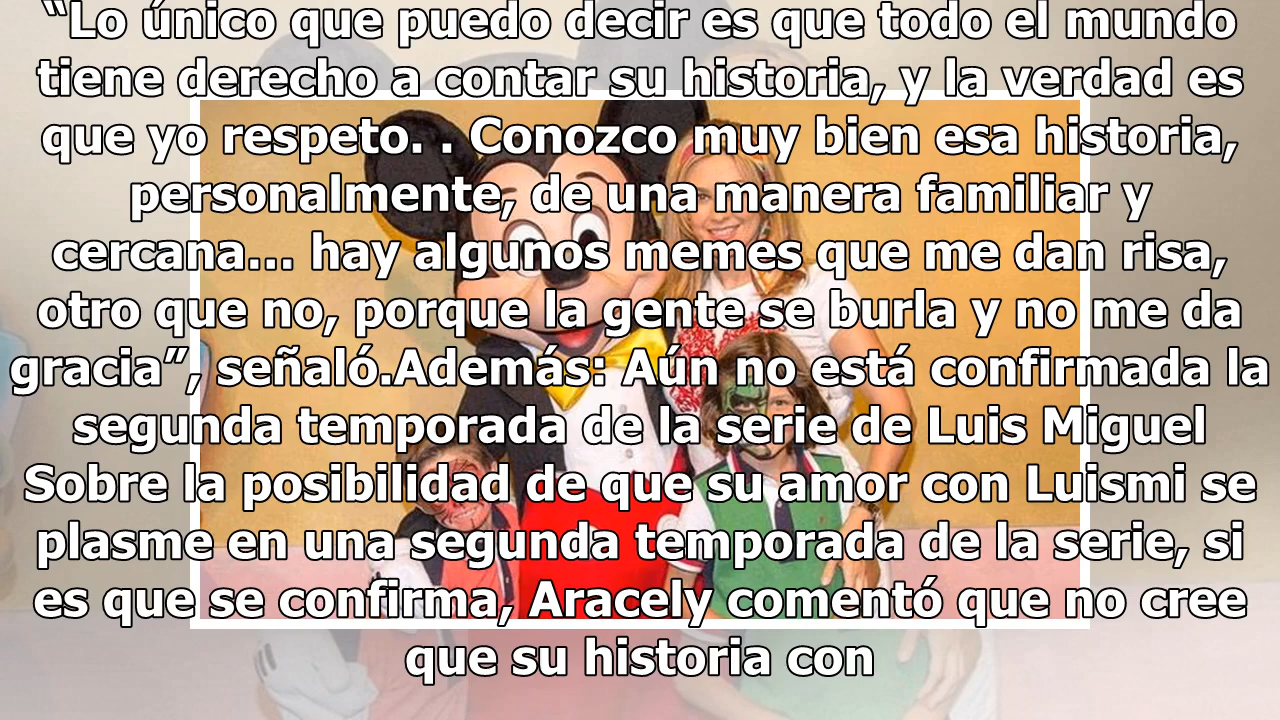 “Lo único que puedo decir es que todo el mundo
tiene derecho a contar su historia, y la verdad es
que yo respeto. . Conozco muy bien esa historia,
personalmente, de una manera familiar y
cercana... hay algunos memes que me dan risa,
otro que no, porque la gente se burla y no me da
gracia”, señaló.Además: Aún no está confirmada la
segunda temporada de la serie de Luis Miguel
Sobre la posibilidad de que su amor con Luismi se
plasme en una segunda temporada de la serie, si
es que se confirma, Aracely comentó que no cree
que su historia con